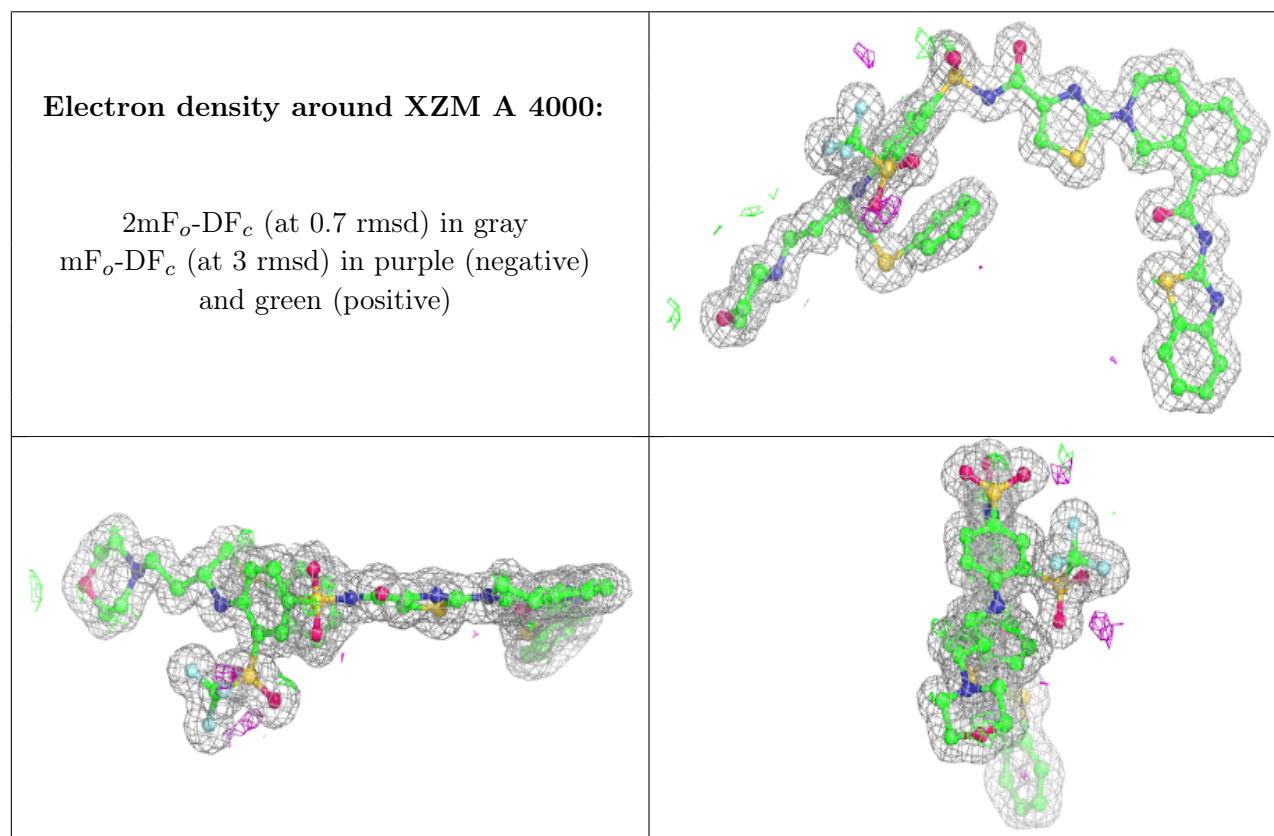 Electron density around XZM A 4000:
2mFo-DFc (at 0.7 rmsd) in gray
mFo-DFc (at 3 rmsd) in purple (negative)
and green (positive)